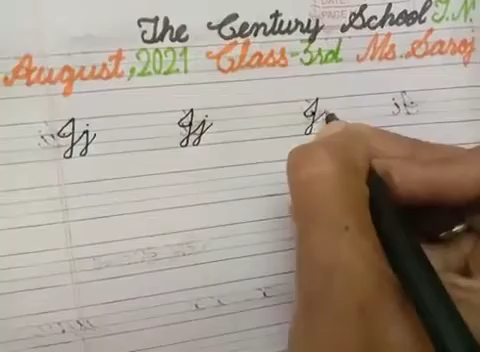 The Century School T.N.
August,2021 Class-3rd Ms. Saroj
Jj Jj J